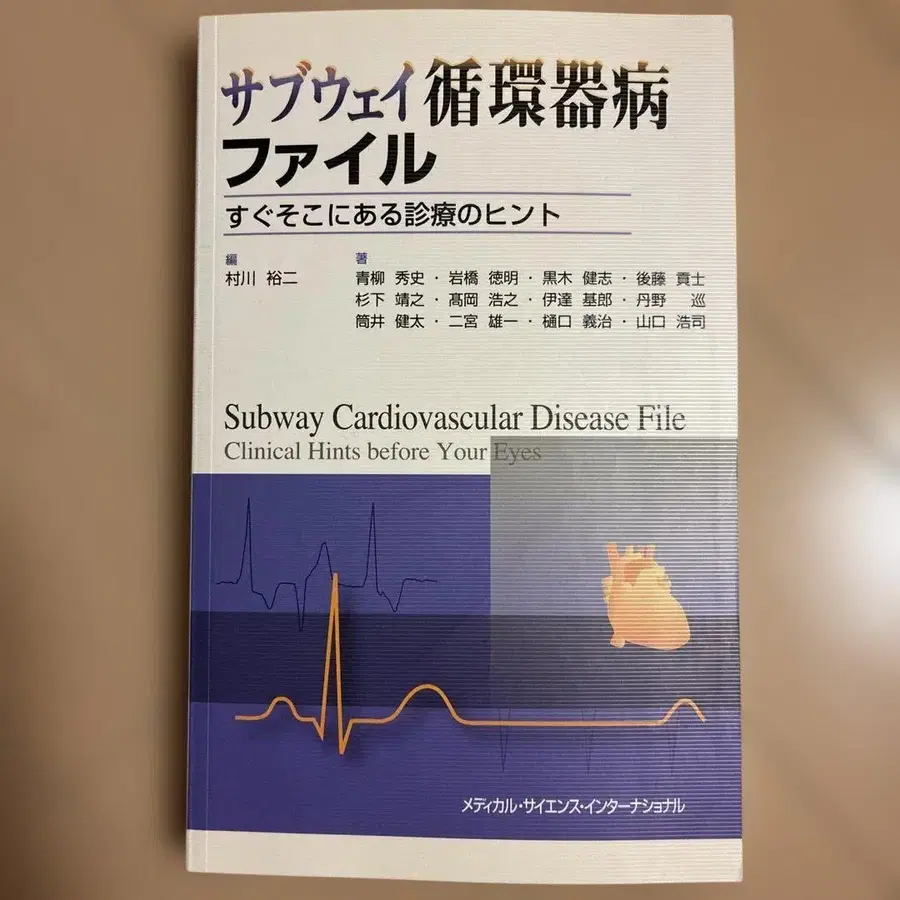 サブウェイ循環器病
ファイル
すぐそこにある診療のヒント
編
村川 裕二
著
青柳 秀史・岩橋 徳明・黒木 健志・後藤 貢士
杉下 靖之・髙岡 浩之・伊達 基郎・丹野 巡
筒井 健太・二宮 雄一・樋口 義治・山口 浩司
Subway Cardiovascular Disease File
Clinical Hints before Your Eyes
メディカル・サイエンス・インターナショナル